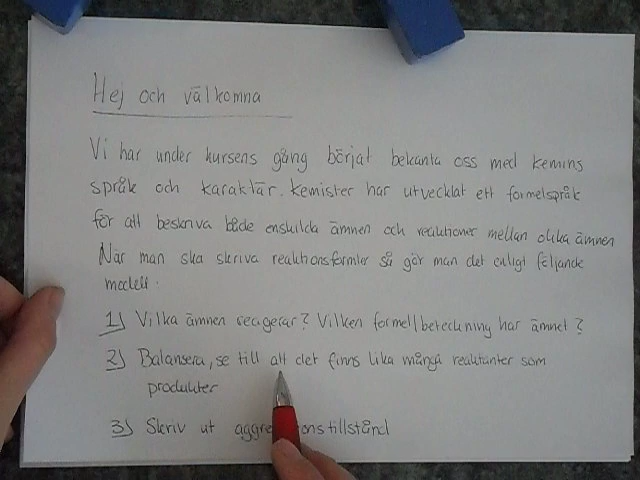 Hej och välkomna
Vi har under kursens gång börjat bekanta oss med kemins
språk och karaktär. Kemister har utvecklat ett formelspråk
för att beskriva både enskilda ämnen och reaktioner mellan olika ämnen
När man ska skriva reaktionsformler så gör man det enligt följande
modell:
1) Vilka ämnen reagerar? Vilken formellbeteckning har ämnet?
2) Balansera, se till att det finns lika många reaktanter som
produkter
3) Skriv ut